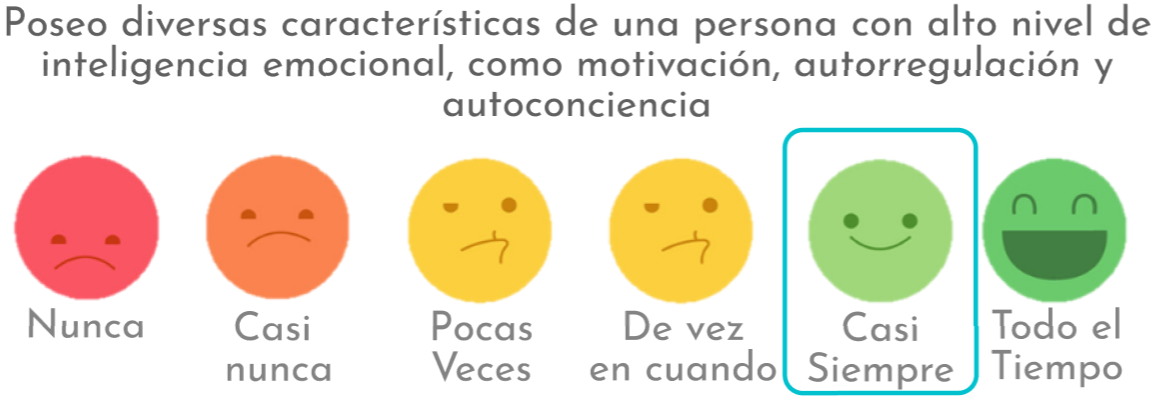 Poseo diversas características de una persona con alto nivel de
inteligencia emocional, como motivación, autorregulación y
autoconciencia
Nunca
Casi
nunca
Pocas
Veces
De vez
en cuando
Casi
Siempre
Todo el
Tiempo